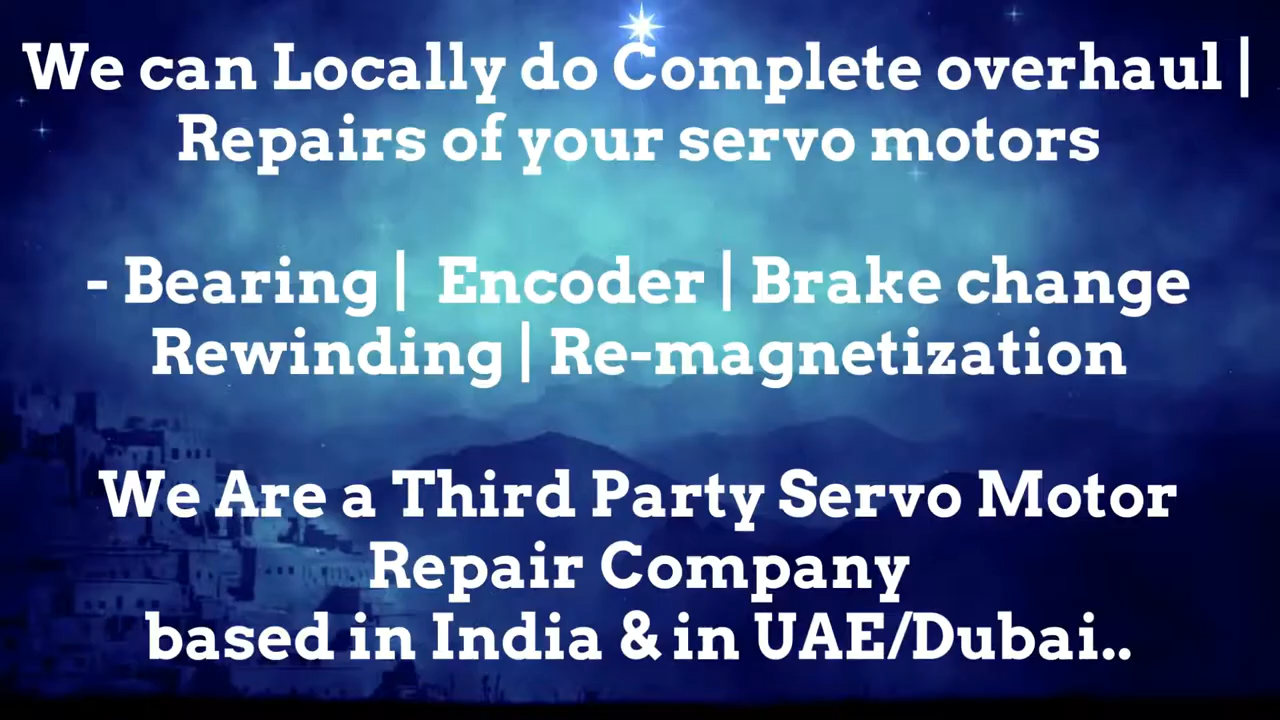 We can Locally do Complete overhaul |
Repairs of your servo motors
- Bearing | Encoder | Brake change
Rewinding | Re-magnetization
We Are a Third Party Servo Motor
Repair Company
based in India & in UAE/Dubai..